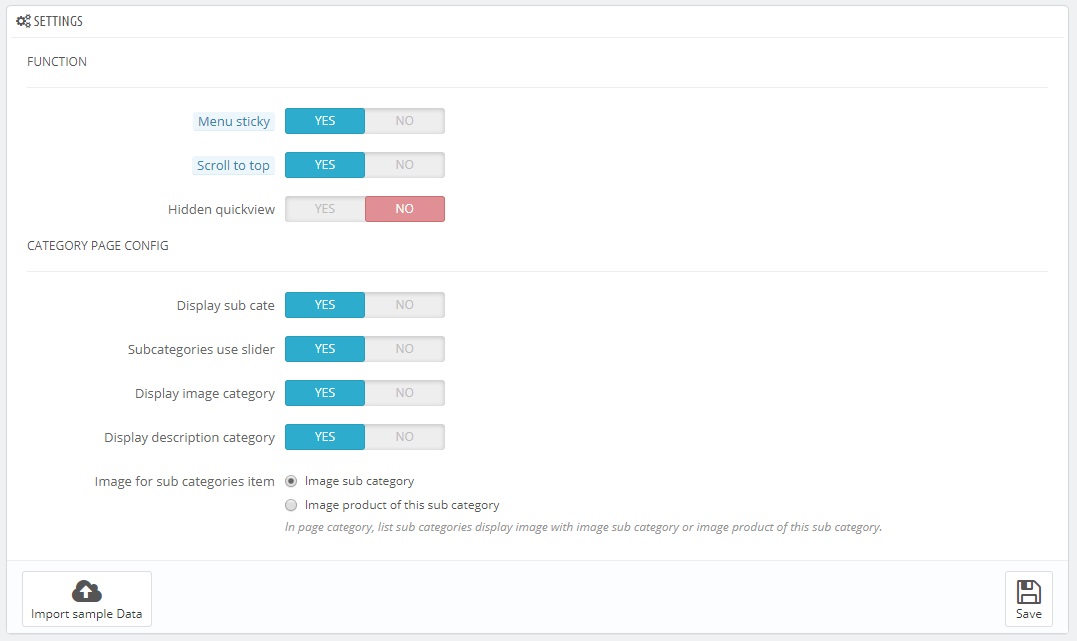 SETTINGS
FUNCTION
Menu sticky YES NO
Scroll to top YES NO
Hidden quickview YES NO
CATEGORY PAGE CONFIG
Display sub cate YES NO
Subcategories use slider YES NO
Display image category YES NO
Display description category YES NO
Image for sub categories item Image sub category
Image product of this sub category
In page category, list sub categories display image with image sub category or image product of this sub category.
Import sample Data Save